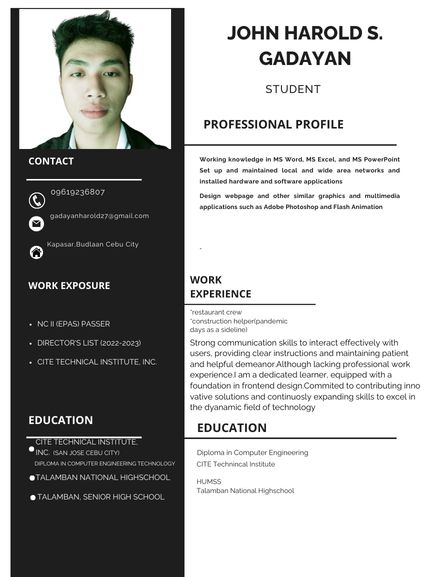 JOHN HAROLD S.
GADAYAN
STUDENT
PROFESSIONAL PROFILE
Working knowledge in MS Word, MS Excel, and MS PowerPoint
Set up and maintained local and wide area networks and
installed hardware and software applications
Design webpage and other similar graphics and multimedia
applications such as Adobe Photoshop and Flash Animation
-
CONTACT
09619236807
gadayanharold27@gmail.com
Kapasar,Budlaan Cebu City
WORK EXPOSURE
• NC II (EPAS) PASSER
• DIRECTOR'S LIST (2022-2023)
• CITE TECHNICAL INSTITUTE, INC.
EDUCATION
CITE TECHNICAL INSTITUTE,
INC. (SAN JOSE CEBU CITY)
DIPLOMA IN COMPUTER ENGINEERING TECHNOLOGY
TALAMBAN NATIONAL HIGHSCHOOL
TALAMBAN, SENIOR HIGH SCHOOL
WORK
EXPERIENCE
*restaurant crew
*construction helper(pandemic
days as a sideline)
Strong communication skills to interact effectively with
users, providing clear instructions and maintaining patient
and helpful demeanor.Although lacking professional work
experience.I am a dedicated learner, equipped with a
foundation in frontend design.Commited to contributing inno
vative solutions and continuosly expanding skills to excel in
the dyanamic field of technology
EDUCATION
Diploma in Computer Engineering
CITE Technincal Institute
HUMSS
Talamban National Highschool